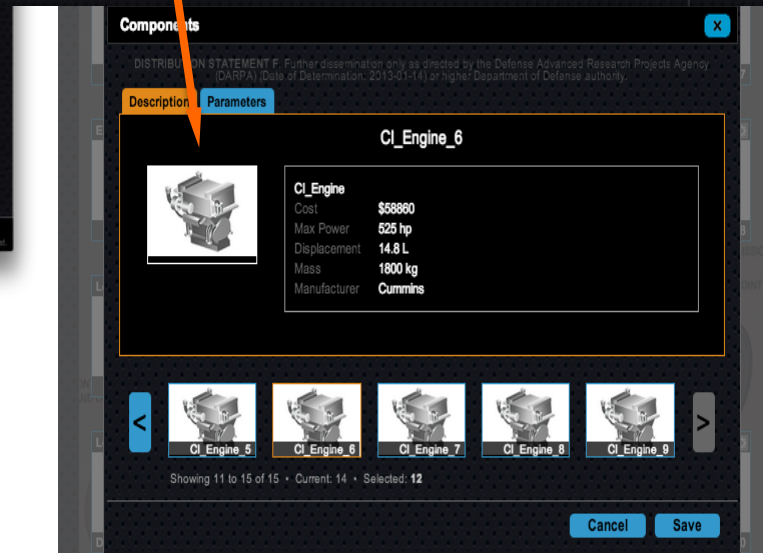 Components
X
DISTRIBUTION STATEMENT F. Further dissemination only as directed by the Defense Advanced Research Projects Agency
(DARPA) (Date of Determination: 2013-01-14) or higher Department of Defense authority.
Description Parameters
CI_Engine_6
CI_Engine
Cost $58860
Max Power 525 hp
Displacement 14.8 L
Mass 1800 kg
Manufacturer Cummins
< >
CI_Engine_5 CI_Engine_6 CI_Engine_7 CI_Engine_8 CI_Engine_9
Showing 11 to 15 of 15 • Current: 14 • Selected: 12
Cancel Save